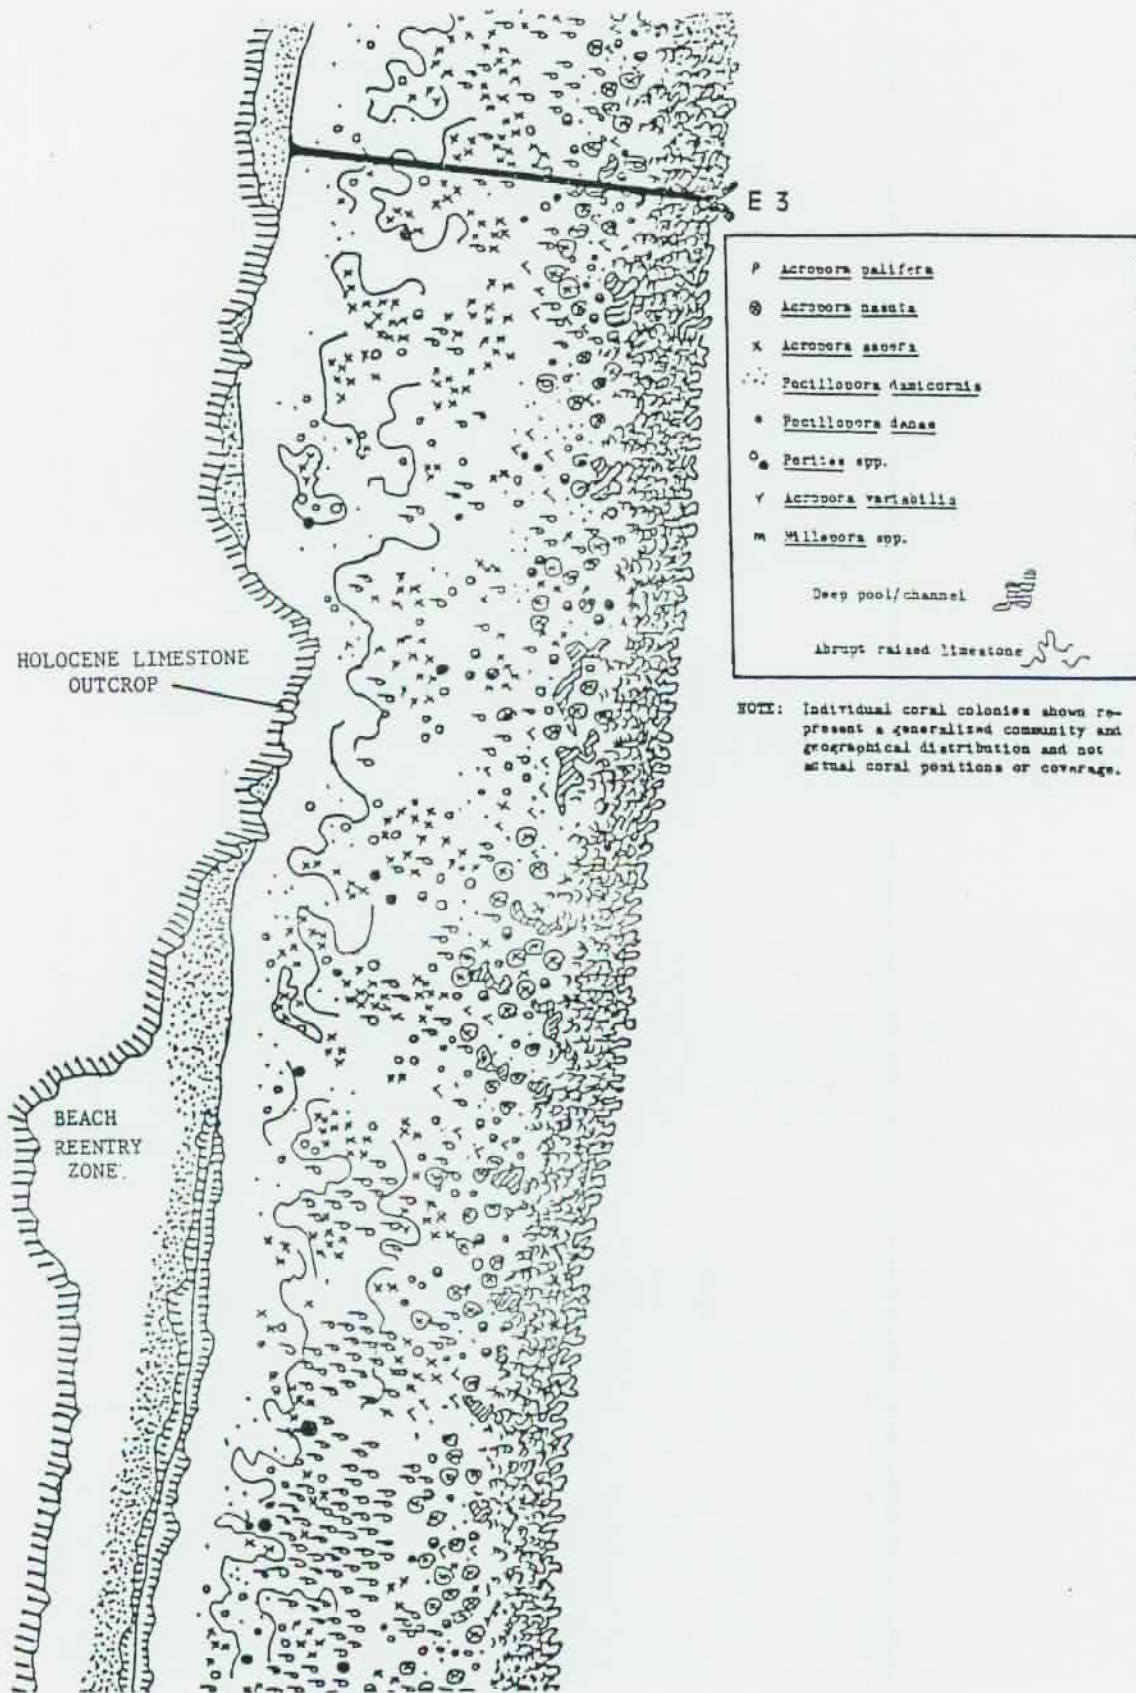 E 3
ρ Acropora palifera
⊗ Acropora nasuta
x Acropora aspera
Pocillopora damicornis
• Pocillopora danae
Porites spp.
Y Acropora variabilis
m Millepora spp.
Deep pool/channel
Abrupt raised limestone
HOLOCENE LIMESTONE
OUTCROP
NOTE: Individual coral colonies shown re-
present a generalized community and
geographical distribution and not
actual coral positions or coverage.
BEACH
REENTRY
ZONE.